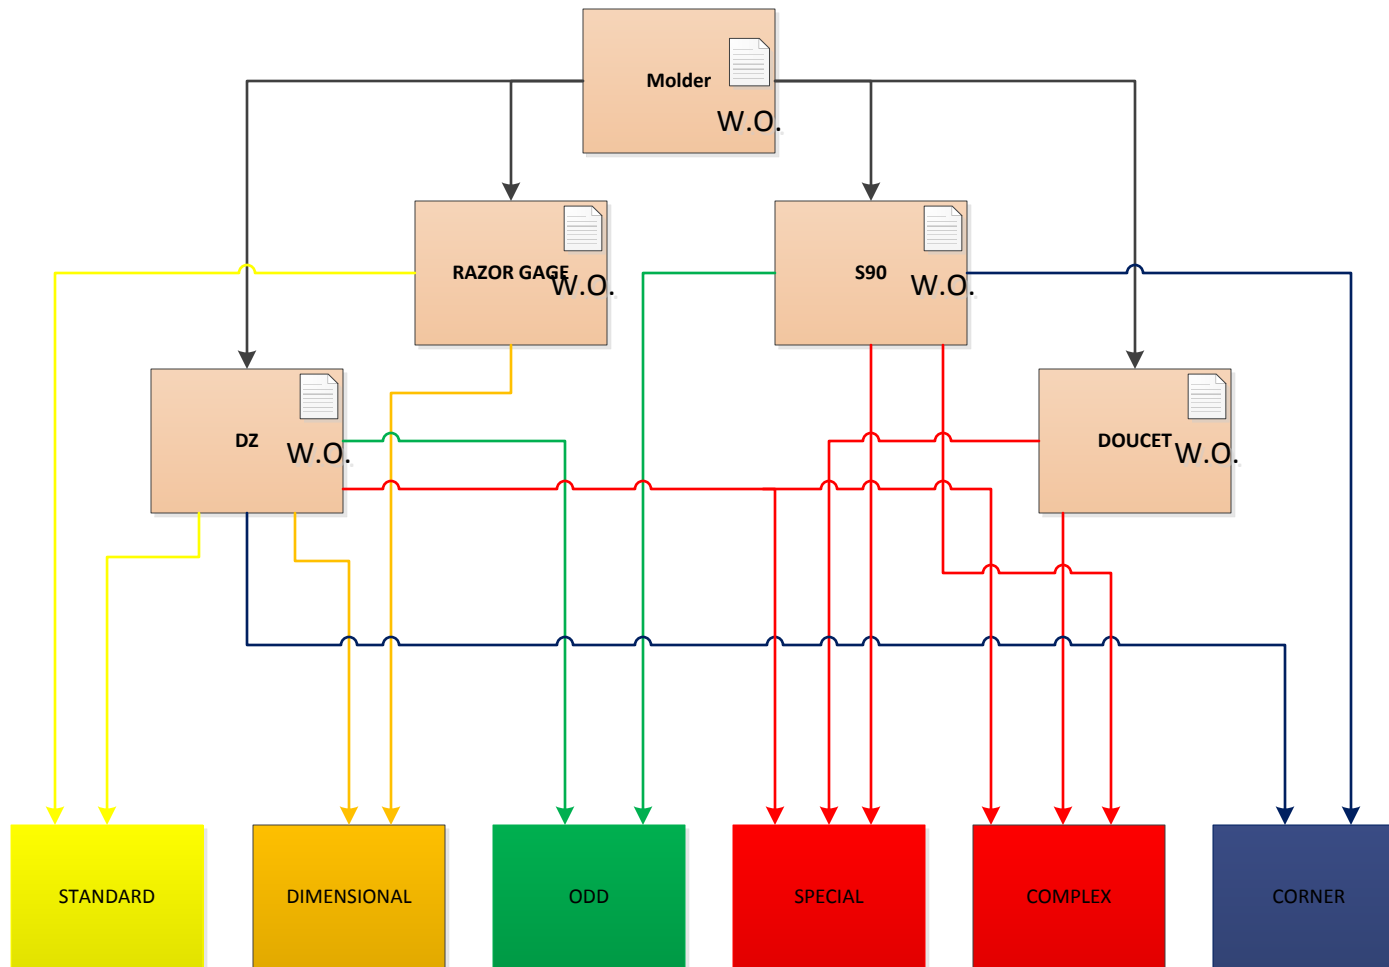 Molder
W.O.
RAZOR GAGE
W.O.
S90
W.O.
DZ
W.O.
DOUCET
W.O.
STANDARD
DIMENSIONAL
ODD
SPECIAL
COMPLEX
CORNER